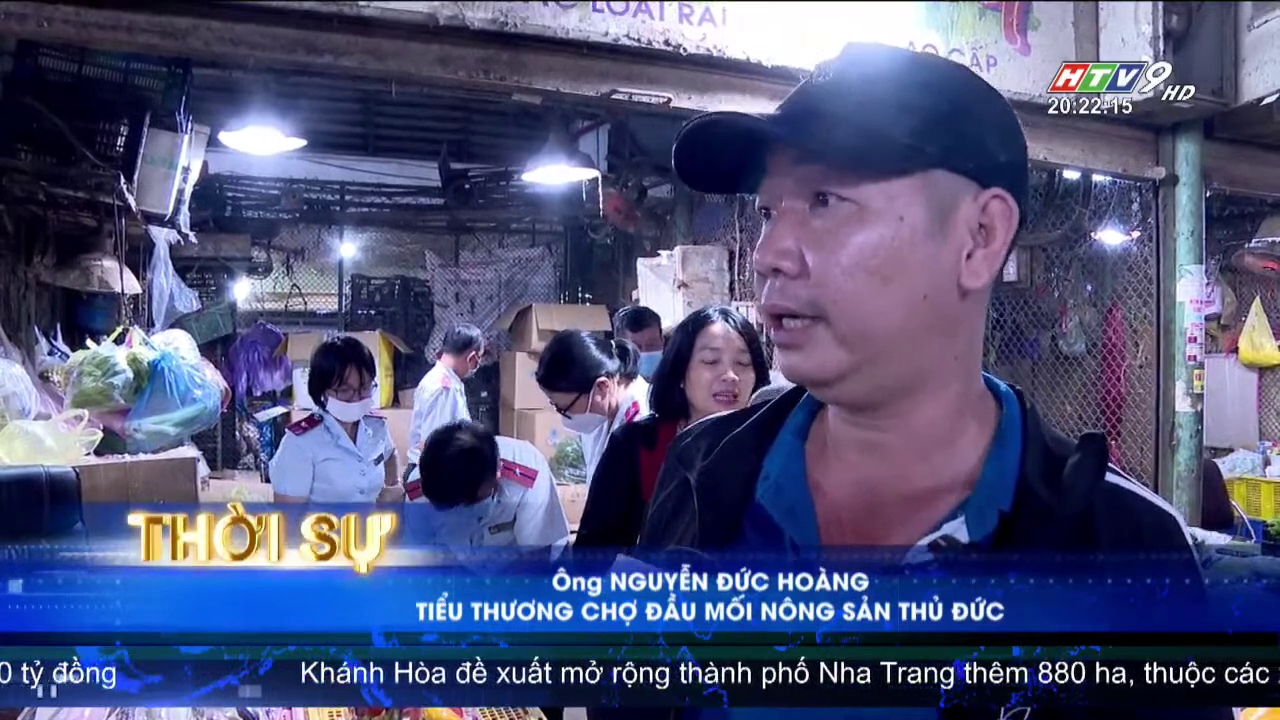 LOẠI RA
CAO CẤP
HTV9 HD
20:22:15
THỜI SỰ
Ông NGUYỄN ĐỨC HOÀNG
TIỂU THƯƠNG CHỢ ĐẦU MỐI NÔNG SẢN THỦ ĐỨC
0 tỷ đồng Khánh Hòa đề xuất mở rộng thành phố Nha Trang thêm 880 ha, thuộc các